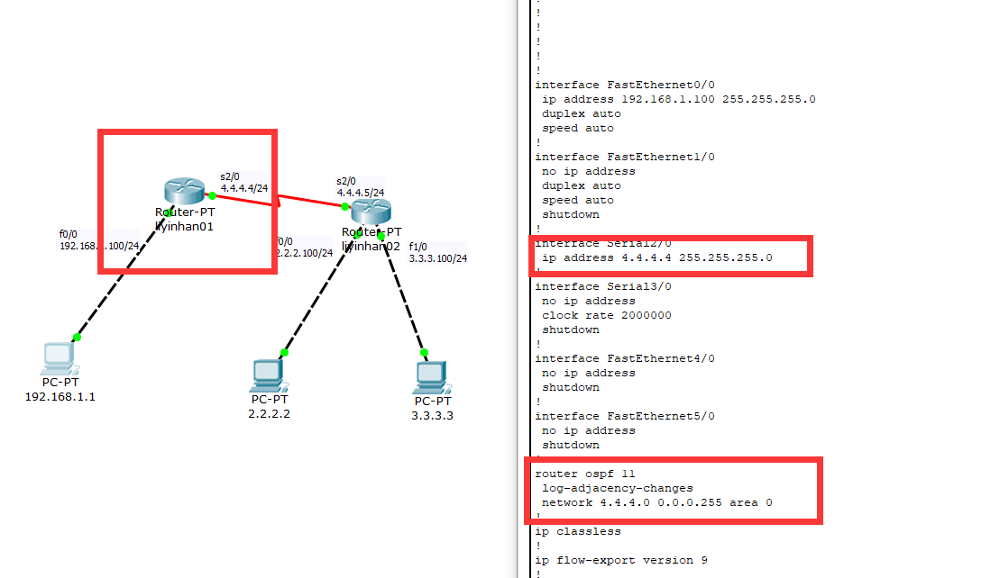 s2/0
4.4.4.4/24
s2/0
4.4.4.5/24
Router-PT
liyinhan01
Router-PT
liyinhan02
f0/0
192.168.1.100/24
f0/0
2.2.2.100/24
f1/0
3.3.3.100/24
PC-PT
192.168.1.1
PC-PT
2.2.2.2
PC-PT
3.3.3.3
!
!
!
!
!
!
interface FastEthernet0/0
ip address 192.168.1.100 255.255.255.0
duplex auto
speed auto
!
interface FastEthernet1/0
no ip address
duplex auto
speed auto
shutdown
!
interface Serial2/0
ip address 4.4.4.4 255.255.255.0
!
interface Serial3/0
no ip address
clock rate 2000000
shutdown
!
interface FastEthernet4/0
no ip address
shutdown
!
interface FastEthernet5/0
no ip address
shutdown
!
router ospf 11
log-adjacency-changes
network 4.4.4.0 0.0.0.255 area 0
!
ip classless
!
ip flow-export version 9
!